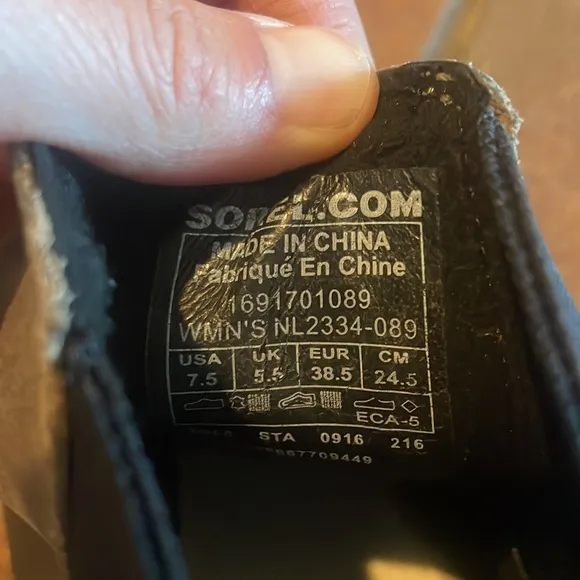 SOREL.COM
MADE IN CHINA
Fabriqué En Chine
1691701089
WMN'S NL2334-089
USA UK EUR CM
7.5 5.5 38.5 24.5
ECA-5
STA 0916 216